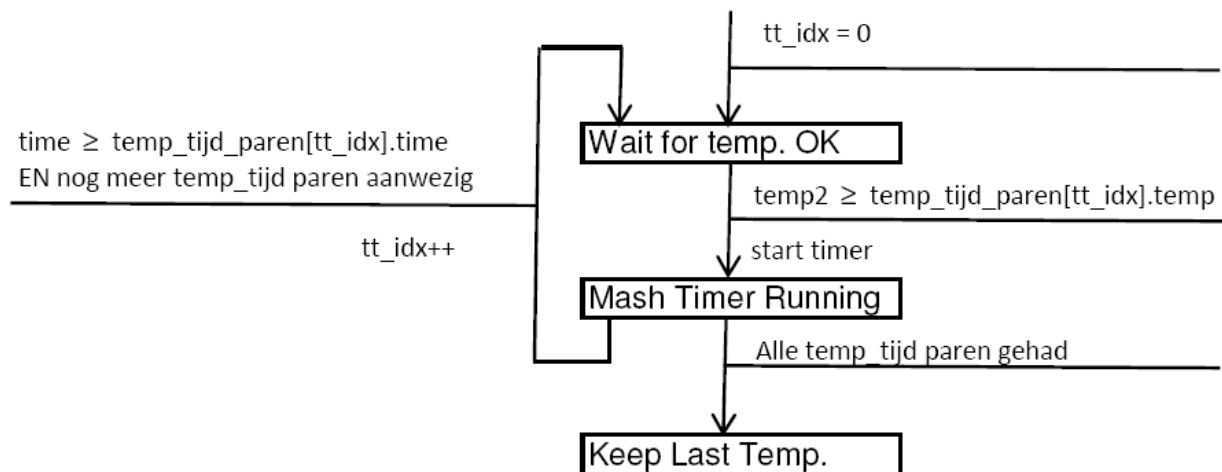 tt_idx = 0
Wait for temp. OK
time ≥ temp_tijd_paren[tt_idx].time
EN nog meer temp_tijd paren aanwezig
temp2 ≥ temp_tijd_paren[tt_idx].temp
tt_idx++
start timer
Mash Timer Running
Alle temp_tijd paren gehad
Keep Last Temp.